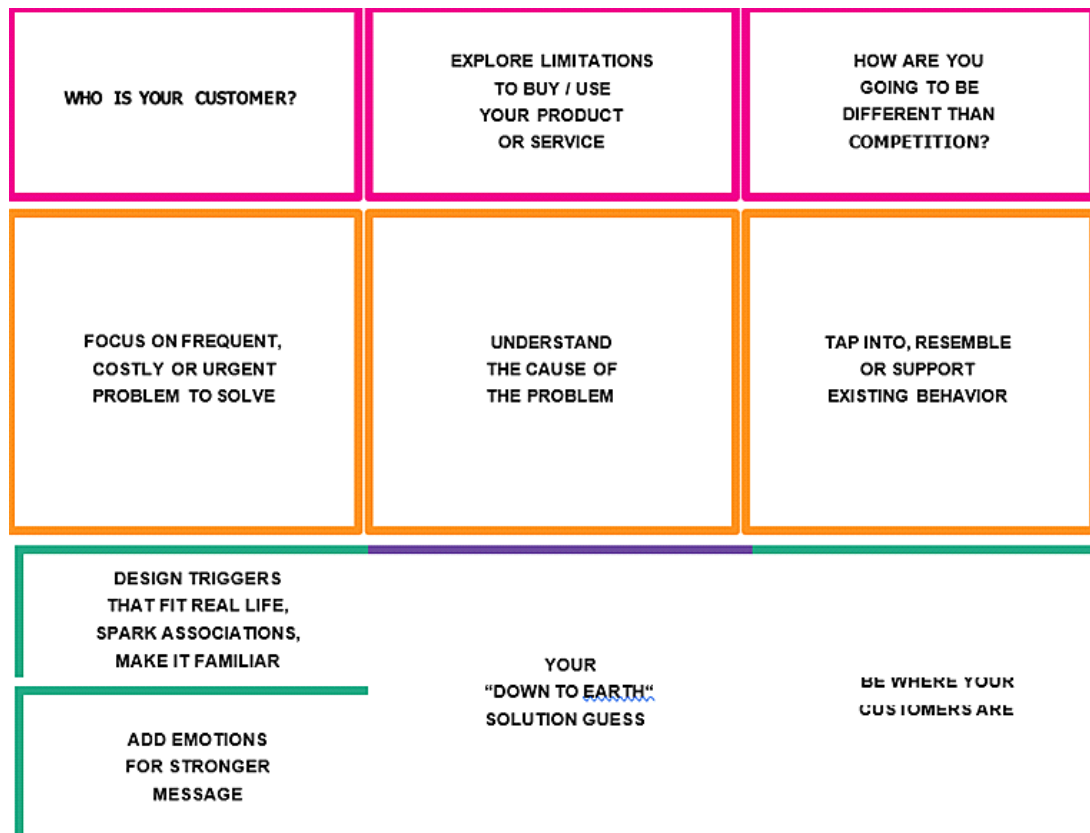 WHO IS YOUR CUSTOMER?
EXPLORE LIMITATIONS
TO BUY / USE
YOUR PRODUCT
OR SERVICE
HOW ARE YOU
GOING TO BE
DIFFERENT THAN
COMPETITION?
FOCUS ON FREQUENT,
COSTLY OR URGENT
PROBLEM TO SOLVE
UNDERSTAND
THE CAUSE OF
THE PROBLEM
TAP INTO, RESEMBLE
OR SUPPORT
EXISTING BEHAVIOR
DESIGN TRIGGERS
THAT FIT REAL LIFE,
SPARK ASSOCIATIONS,
MAKE IT FAMILIAR
ADD EMOTIONS
FOR STRONGER
MESSAGE
YOUR
“DOWN TO EARTH“
SOLUTION GUESS
BE WHERE YOUR
CUSTOMERS ARE